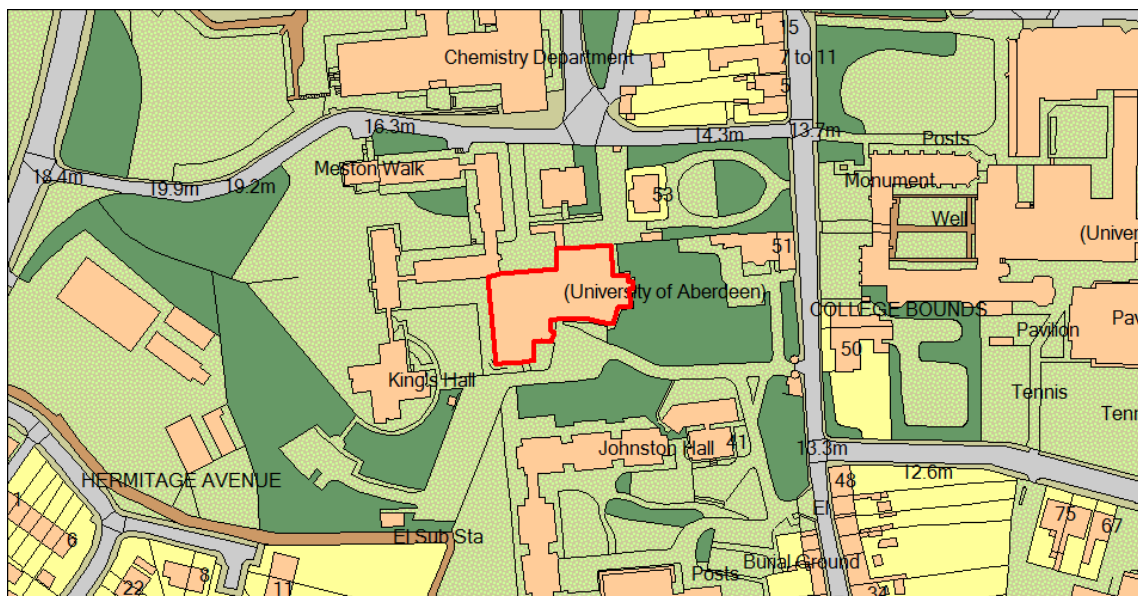 15
Chemistry Department
7 to 11
5
16.3m
14.3m
13.7m
Posts
Meston Walk
18.4m
19.9m
19.2m
53
Monument
Well
51
(Univer
(University of Aberdeen)
COLLEGE BOUNDS
Pavilion
Pav
50
King's Hall
Tennis
Tenn
Johnston Hall
41
13.3m
12.6m
HERMITAGE AVENUE
48
1
El
75
67
6
El Sub Sta
Burial Ground
8
Posts
22
11
34